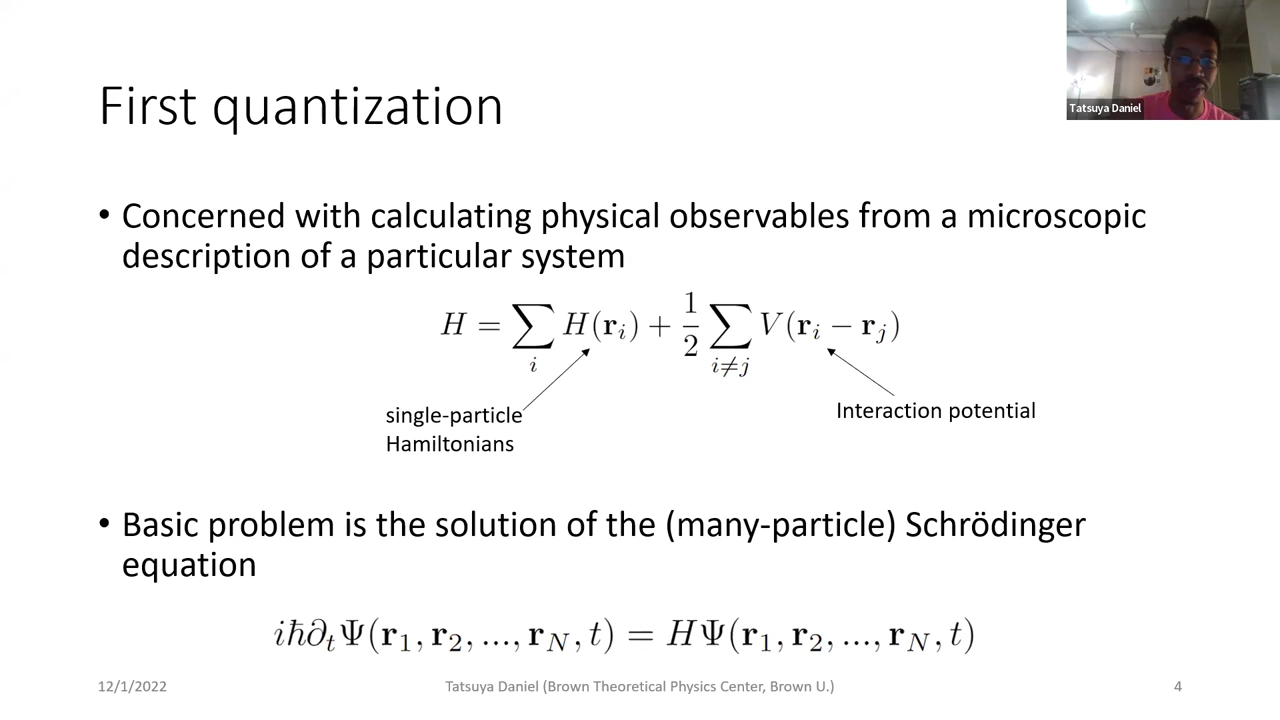 Tatsuya Daniel
First quantization
• Concerned with calculating physical observables from a microscopic
description of a particular system
H = ∑_i H(𝐫_i) + 1/2 ∑_{i≠j} V(𝐫_i − 𝐫_j)
single-particle
Hamiltonians
Interaction potential
• Basic problem is the solution of the (many-particle) Schrödinger
equation
iℏ∂_tΨ(𝐫_1, 𝐫_2, ..., 𝐫_N, t) = HΨ(𝐫_1, 𝐫_2, ..., 𝐫_N, t)
12/1/2022
Tatsuya Daniel (Brown Theoretical Physics Center, Brown U.)
4